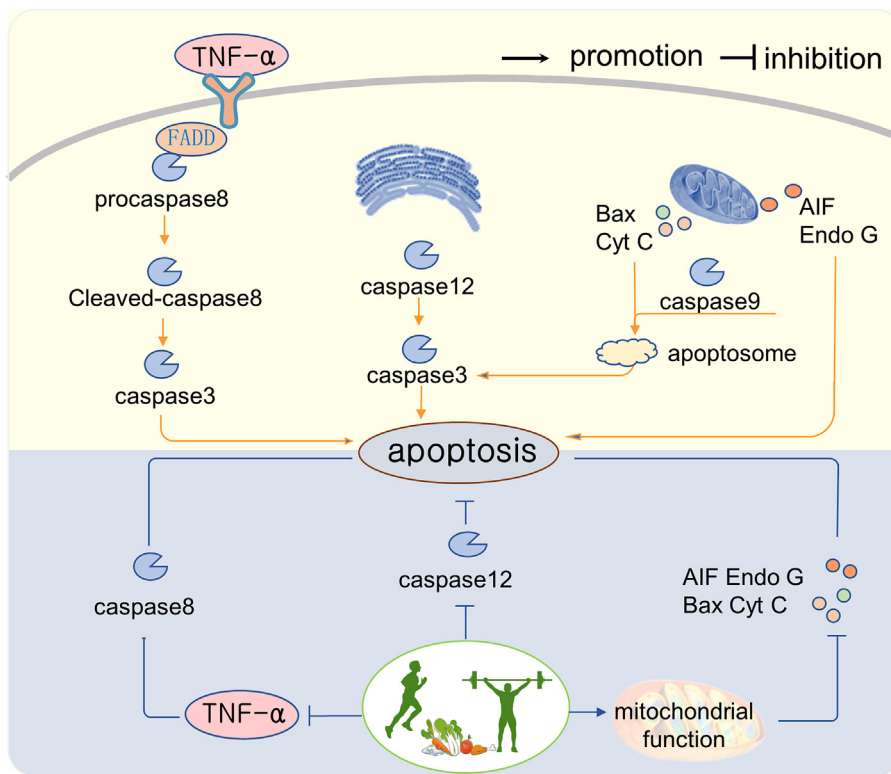 TNF-α
promotion
inhibition
FADD
procaspase8
Cleaved-caspase8
caspase3
caspase12
caspase3
Bax
Cyt C
AIF
Endo G
caspase9
apoptosome
apoptosis
caspase8
TNF-α
caspase12
AIF Endo G
Bax Cyt C
mitochondrial
function